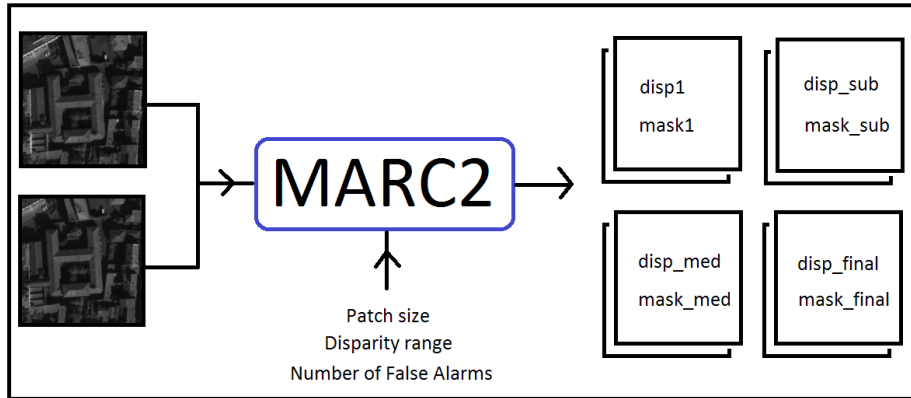 MARC2
Patch size
Disparity range
Number of False Alarms
disp1
mask1
disp_sub
mask_sub
disp_med
mask_med
disp_final
mask_final